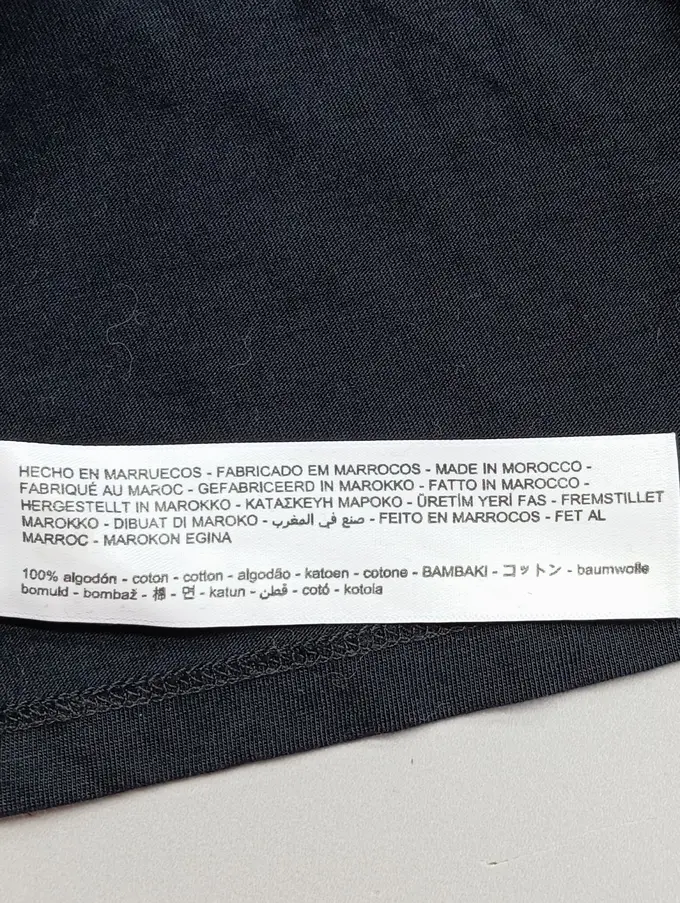 HECHO EN MARRUECOS - FABRICADO EM MARROCOS - MADE IN MOROCCO -
FABRIQUÉ AU MAROC - GEFABRICEERD IN MAROKKO - FATTO IN MAROCCO -
HERGESTELLT IN MAROKKO - ΚΑΤΑΣΚΕΥΗ ΜΑΡΟΚΟ - ÜRETİM YERİ FAS - FREMSTILLET
MAROKKO - DIBUAT DI MAROKO - صنع في المغرب - FEITO EN MARROCOS - FET AL
MARROC - MAROKON EGINA
100% algodón - coton - cotton - algodão - katoen - cotone - BAMBAKI - コットン - baumwolle
bomuld - bombaž - 棉 - 면 - katun - قطن - cotó - kotoia